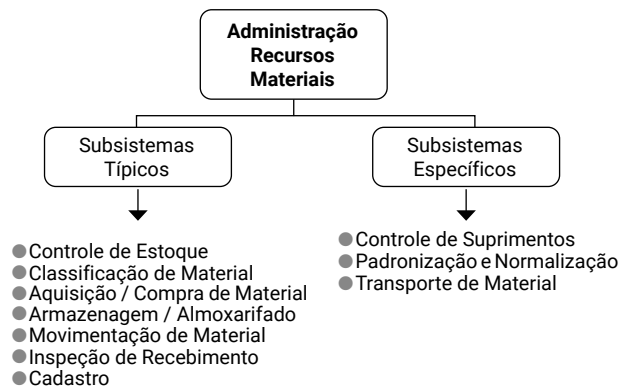 Administração
Recursos
Materiais
Subsistemas
Típicos
Subsistemas
Específicos
Controle de Estoque
Classificação de Material
Aquisição / Compra de Material
Armazenagem / Almoxarifado
Movimentação de Material
Inspeção de Recebimento
Cadastro
Controle de Suprimentos
Padronização e Normalização
Transporte de Material